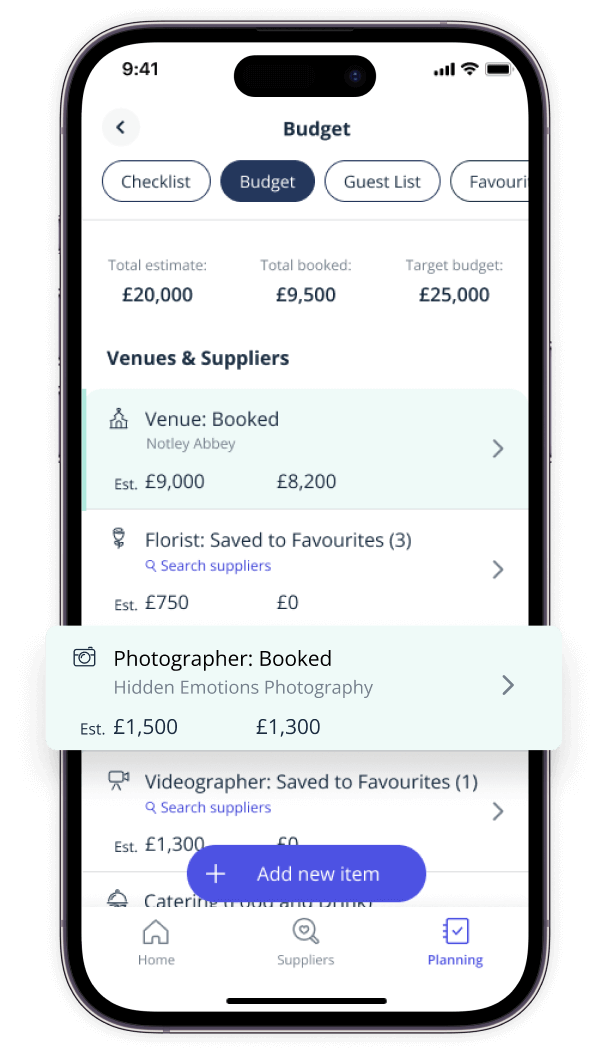 9:41
Budget
Checklist Budget Guest List Favouri
Total estimate: Total booked: Target budget:
£20,000 £9,500 £25,000
Venues & Suppliers
Venue: Booked
Notley Abbey
Est. £9,000 £8,200
Florist: Saved to Favourites (3)
Search suppliers
Est. £750 £0
Photographer: Booked
Hidden Emotions Photography
Est. £1,500 £1,300
Videographer: Saved to Favourites (1)
Search suppliers
Est. £1,300 £0
Add new item
Catering (Food and Drink)
Home Suppliers Planning